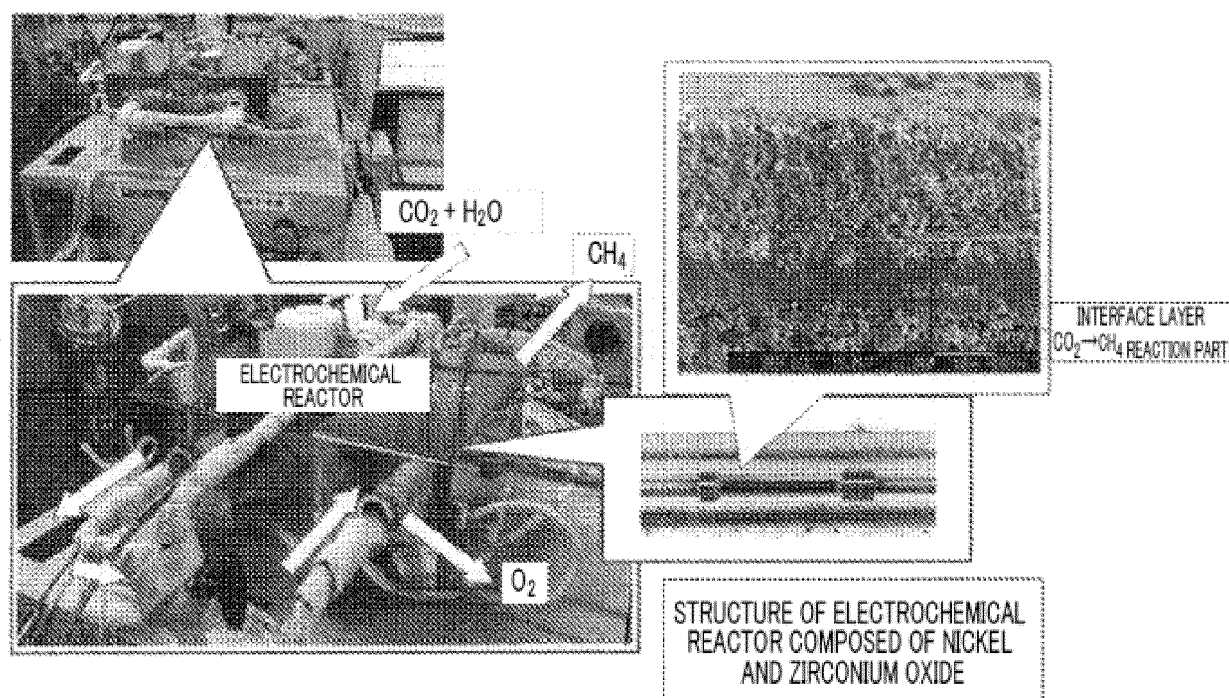 CO₂ + H₂O
CH₄
ELECTROCHEMICAL
REACTOR
O₂
INTERFACE LAYER
CO₂→CH₄ REACTION PART
STRUCTURE OF ELECTROCHEMICAL
REACTOR COMPOSED OF NICKEL
AND ZIRCONIUM OXIDE